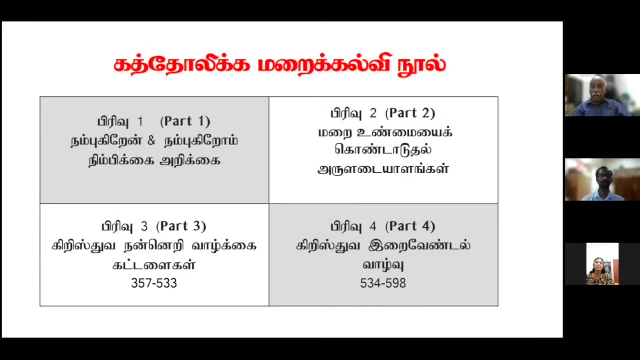 கத்தோலிக்க மறைக்கல்வி நூல்
பிரிவு 1 (Part 1)
நம்புகிறேன் & நம்புகிறோம்
நிம்பிக்கை அறிக்கை
பிரிவு 2 (Part 2)
மறை உண்மையைக்
கொண்டாடுதல்
அருளடையாளங்கள்
பிரிவு 3 (Part 3)
கிறிஸ்துவ நன்னெறி வாழ்க்கை
கட்டளைகள்
357-533
பிரிவு 4 (Part 4)
கிறிஸ்துவ இறைவேண்டல்
வாழ்வு
534-598